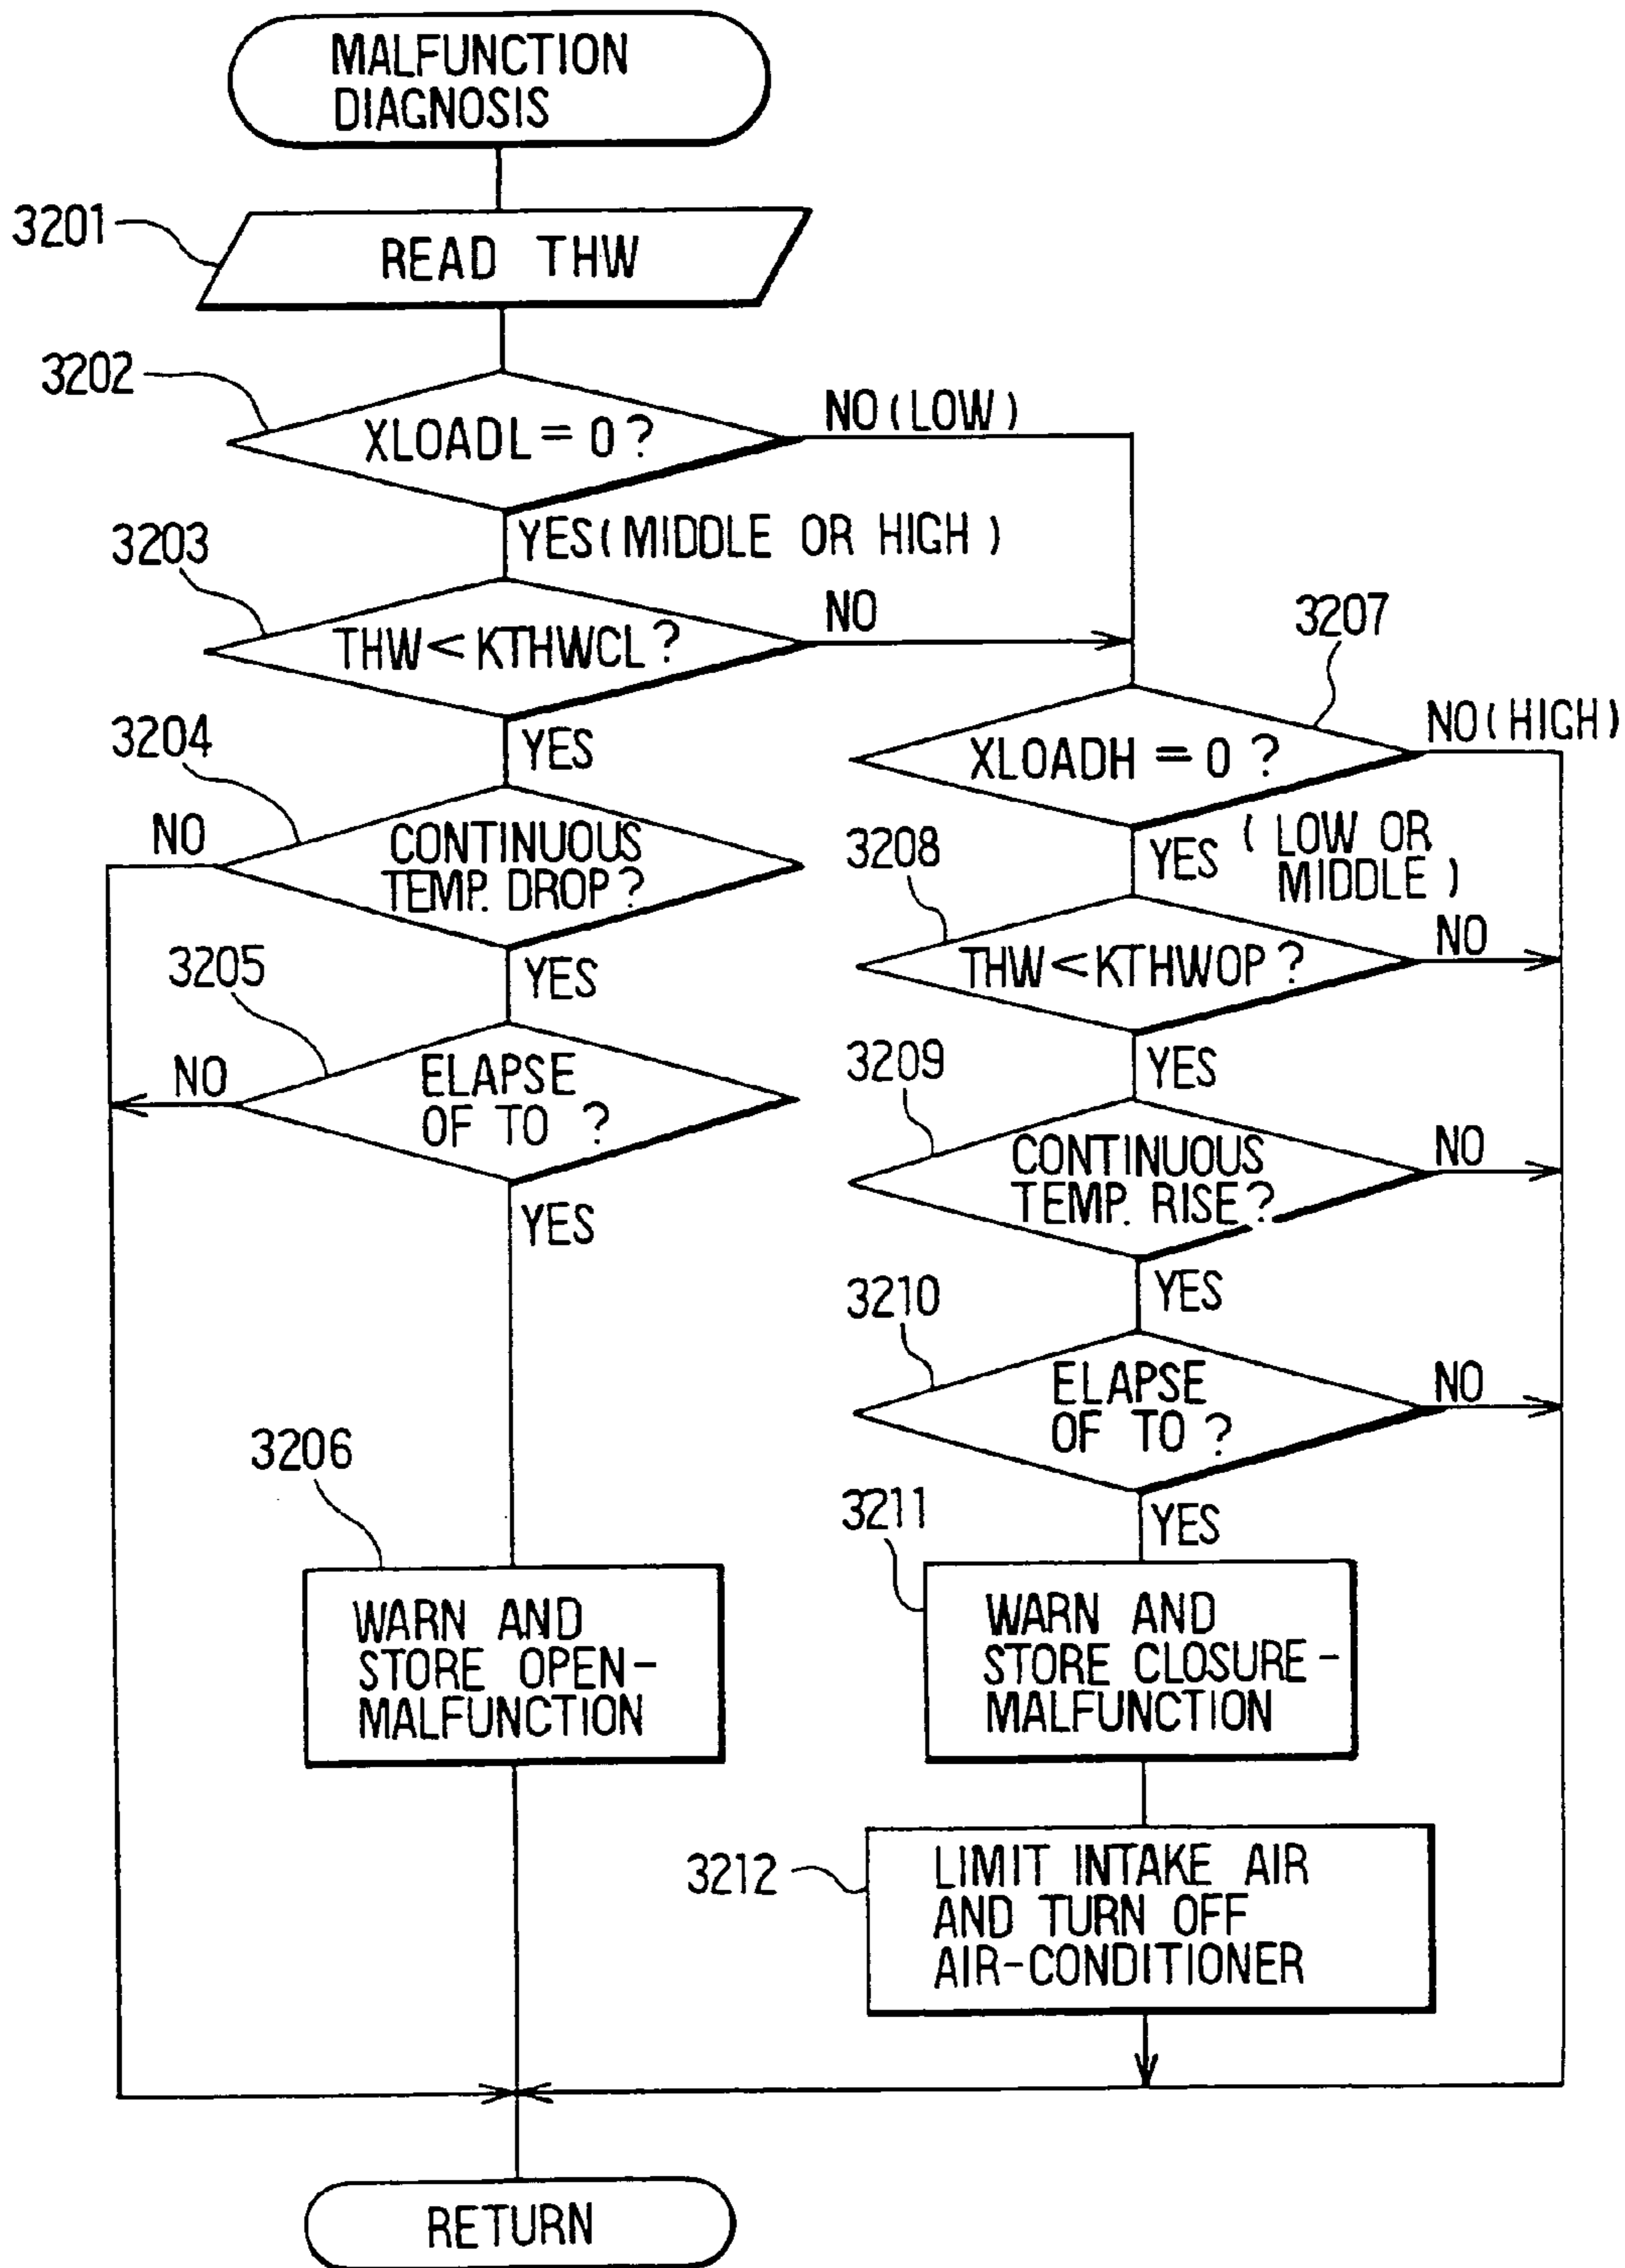 MALFUNCTION
DIAGNOSIS
3201
READ THW
3202
XLOADL = 0 ?
NO (LOW)
YES (MIDDLE OR HIGH)
3203
THW < KTHWCL ?
NO
YES
3204
CONTINUOUS
TEMP. DROP ?
NO
YES
3205
ELAPSE
OF TO ?
NO
YES
3206
WARN AND
STORE OPEN-
MALFUNCTION
3207
XLOADH = 0 ?
NO (HIGH)
YES (LOW OR
MIDDLE)
3208
THW < KTHWOP ?
NO
YES
3209
CONTINUOUS
TEMP. RISE ?
NO
YES
3210
ELAPSE
OF TO ?
NO
YES
3211
WARN AND
STORE CLOSURE-
MALFUNCTION
3212
LIMIT INTAKE AIR
AND TURN OFF
AIR-CONDITIONER
RETURN